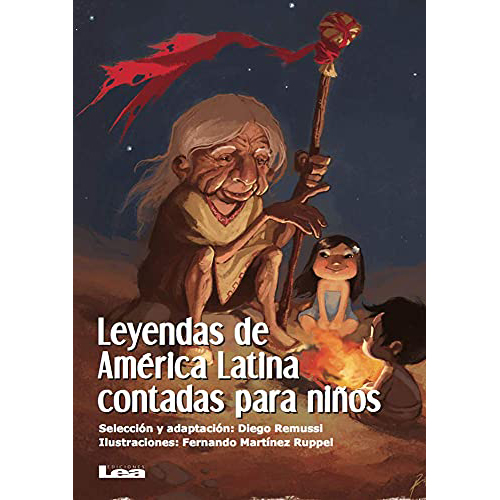 Leyendas de
América Latina
contadas para niños
Selección y adaptación: Diego Remussi
Ilustraciones: Fernando Martínez Ruppel
EDICIONES
Lea